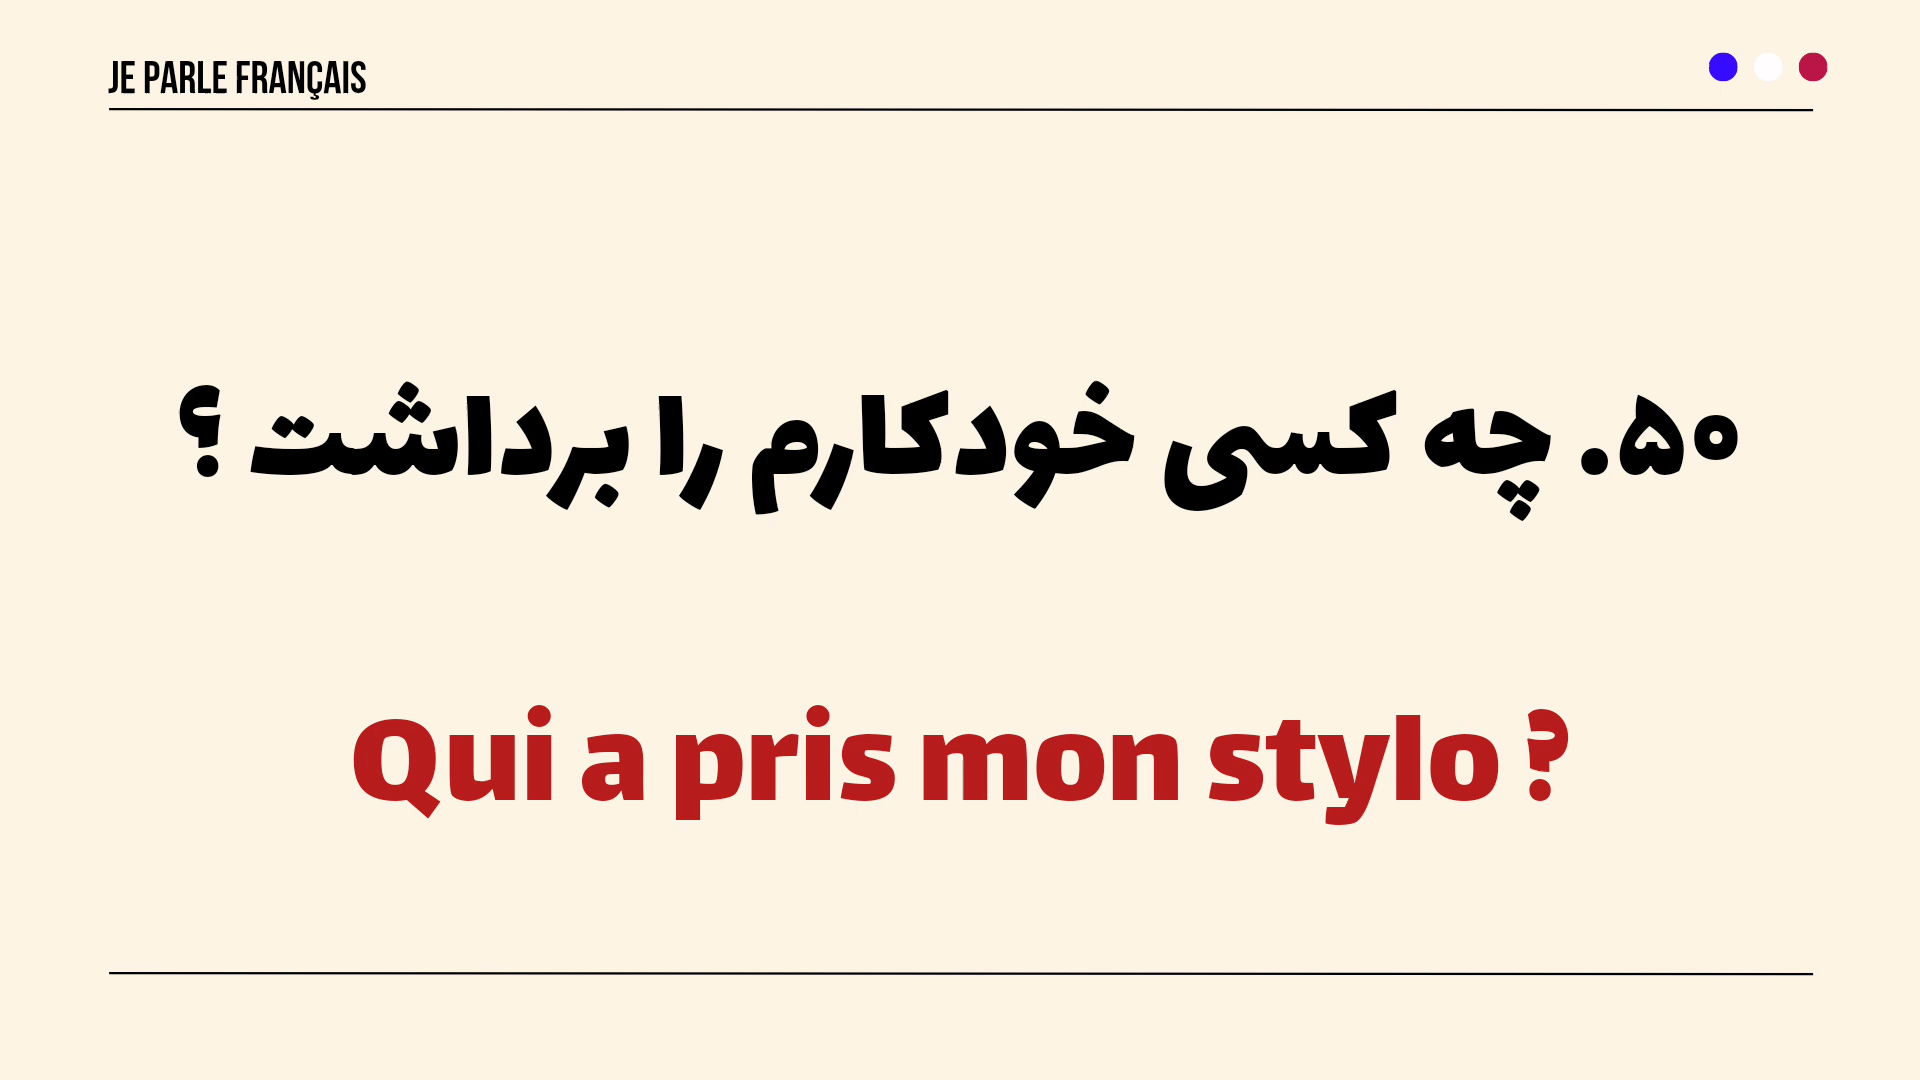 JE PARLE FRANÇAIS
۵۰. چه کسی خودکارم را برداشت ؟
Qui a pris mon stylo ?